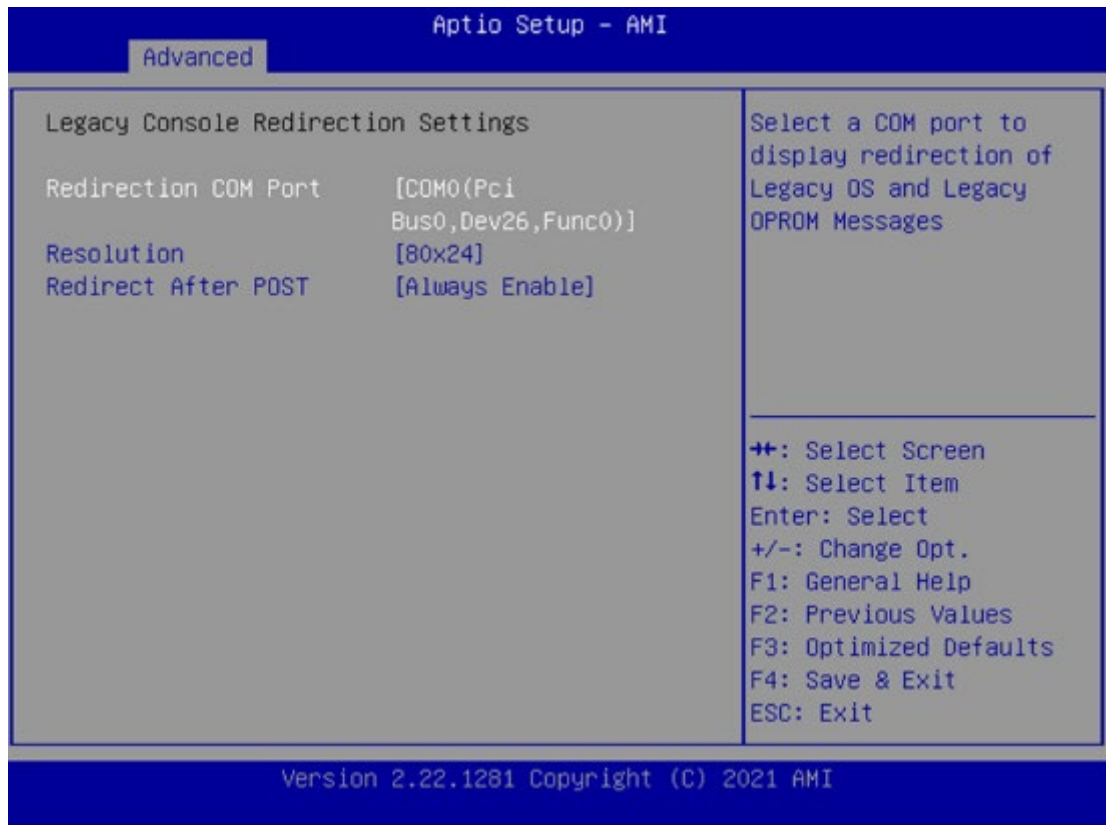 Aptio Setup – AMI
Advanced
Legacy Console Redirection Settings
Redirection COM Port [COM0(Pci
Bus0,Dev26,Func0)]
Resolution [80x24]
Redirect After POST [Always Enable]
Select a COM port to
display redirection of
Legacy OS and Legacy
OPROM Messages
→←: Select Screen
↑↓: Select Item
Enter: Select
+/-: Change Opt.
F1: General Help
F2: Previous Values
F3: Optimized Defaults
F4: Save & Exit
ESC: Exit
Version 2.22.1281 Copyright (C) 2021 AMI